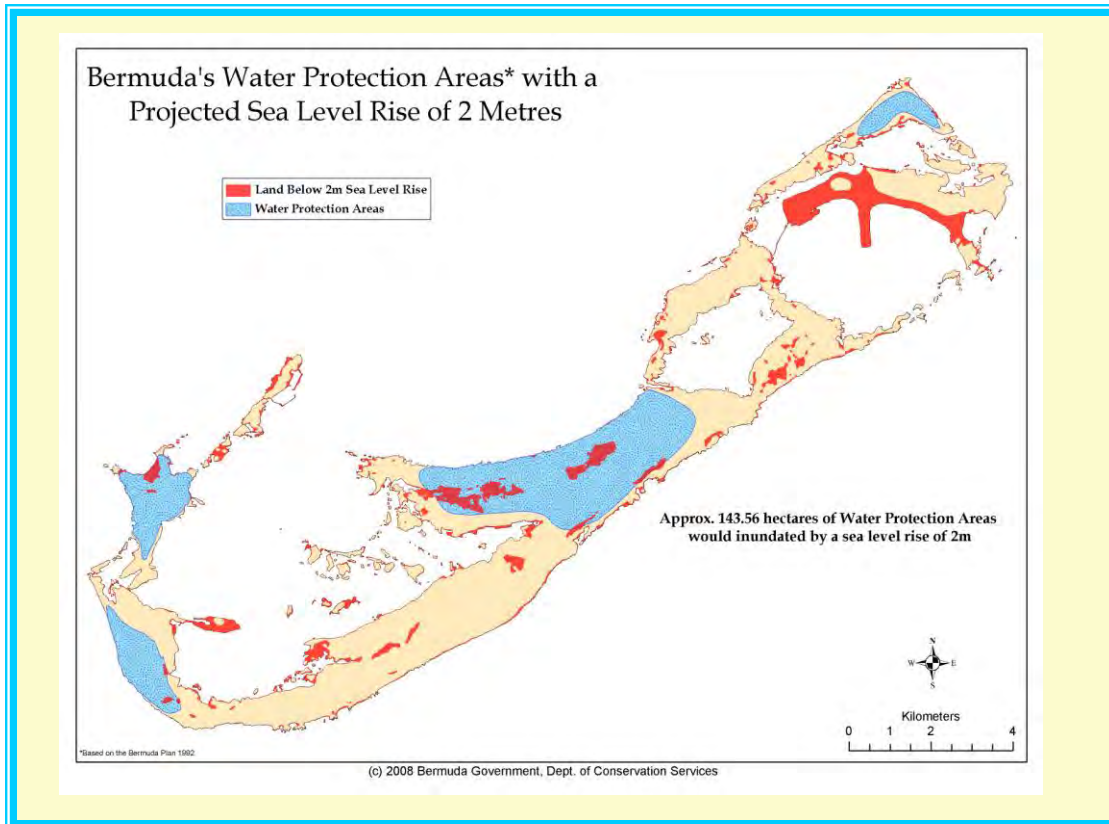 Bermuda's Water Protection Areas* with a
Projected Sea Level Rise of 2 Metres
Land Below 2m Sea Level Rise
Water Protection Areas
Approx. 143.56 hectares of Water Protection Areas
would inundated by a sea level rise of 2m
N
W E
S
Kilometers
0 1 2 4
*Based on the Bermuda Plan 1992
(c) 2008 Bermuda Government, Dept. of Conservation Services